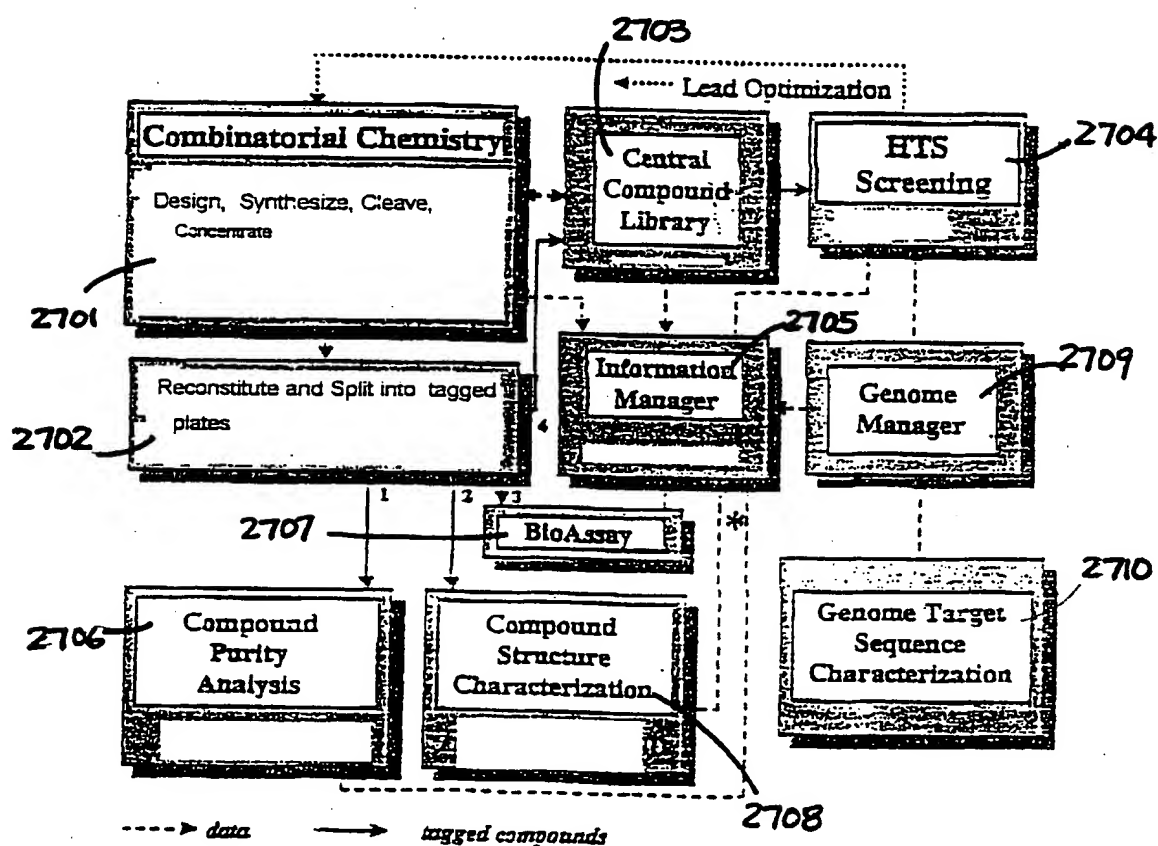 2703
Lead Optimization
Combinatorial Chemistry
Design, Synthesize, Cleave,
Concentrate
2701
Central
Compound
Library
HTS
Screening
2704
2705
Reconstitute and Split into tagged
plates
2702
4
Information
Manager
Genome
Manager
2709
1
2
3
*
2707
BioAssay
2706
Compound
Purity
Analysis
Compound
Structure
Characterization
2710
Genome Target
Sequence
Characterization
2708
data
tagged compounds